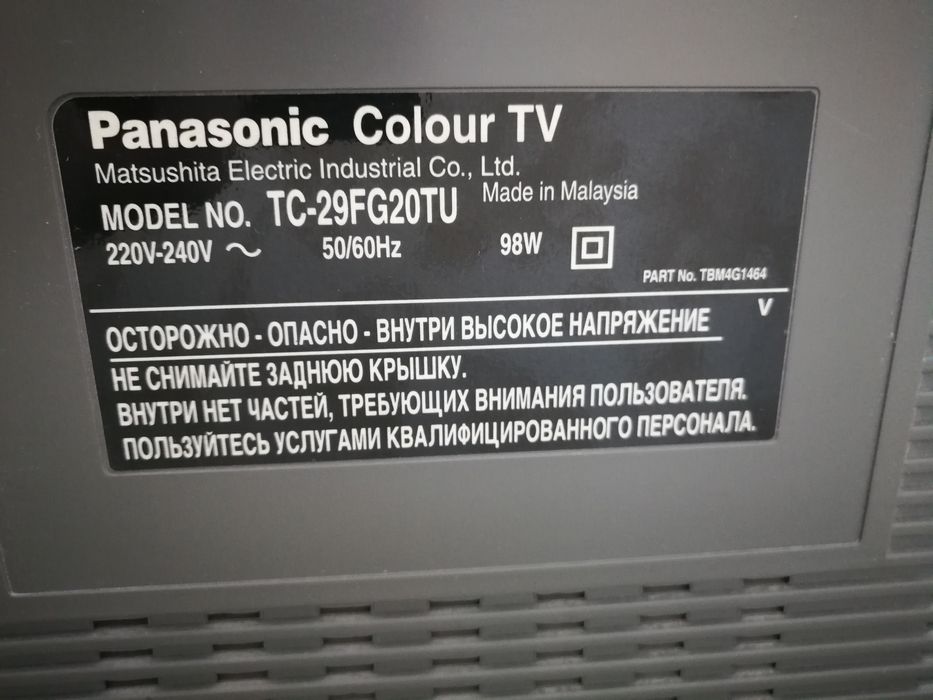 Panasonic Colour TV
Matsushita Electric Industrial Co., Ltd.
Made in Malaysia
MODEL NO. TC-29FG20TU
220V-240V ~ 50/60Hz 98W
PART No. TBM4G1464
V
ОСТОРОЖНО - ОПАСНО - ВНУТРИ ВЫСОКОЕ НАПРЯЖЕНИЕ
НЕ СНИМАЙТЕ ЗАДНЮЮ КРЫШКУ.
ВНУТРИ НЕТ ЧАСТЕЙ, ТРЕБУЮЩИХ ВНИМАНИЯ ПОЛЬЗОВАТЕЛЯ.
ПОЛЬЗУЙТЕСЬ УСЛУГАМИ КВАЛИФИЦИРОВАННОГО ПЕРСОНАЛА.